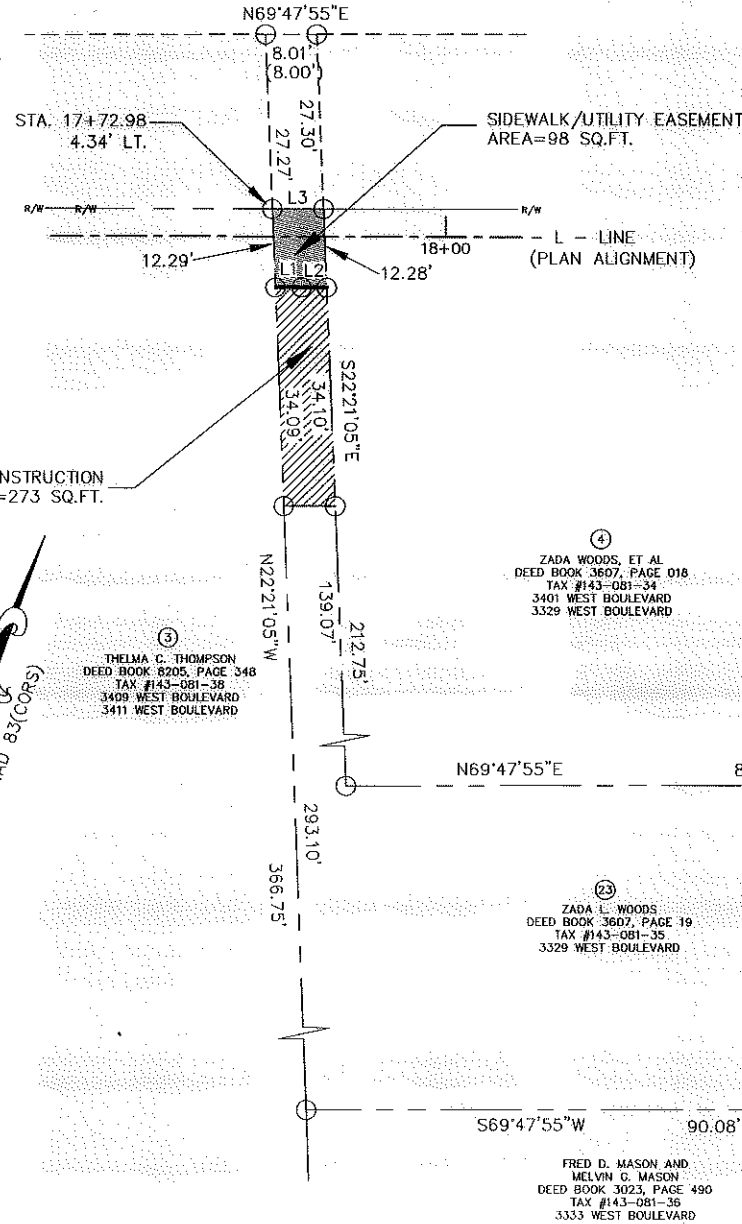 N69°47'55"E
8.01'
(8.00')
STA. 17+72.98
4.34' LT.
27.27'
27.30'
SIDEWALK/UTILITY EASEMENT
AREA=98 SQ.FT.
R/W
R/W
L3
R/W
18+00
L - LINE
(PLAN ALIGNMENT)
12.29'
L1
L2
12.28'
34.09'
34.10'
S22°21'05"E
NSTRUCTION
=273 SQ.FT.
N22°21'05"W
139.07'
212.75'
4
ZADA WOODS, ET AL
DEED BOOK 3607, PAGE 018
TAX #143-081-34
3401 WEST BOULEVARD
3329 WEST BOULEVARD
3
THELMA C. THOMPSON
DEED BOOK 8205, PAGE 348
TAX #143-081-38
3409 WEST BOULEVARD
3411 WEST BOULEVARD
AD 83(CORS)
N69°47'55"E
8
293.10'
366.75'
23
ZADA L. WOODS
DEED BOOK 3607, PAGE 19
TAX #143-081-35
3329 WEST BOULEVARD
S69°47'55"W
90.08'
FRED D. MASON AND
MELVIN G. MASON
DEED BOOK 3023, PAGE 490
TAX #143-081-36
3333 WEST BOULEVARD